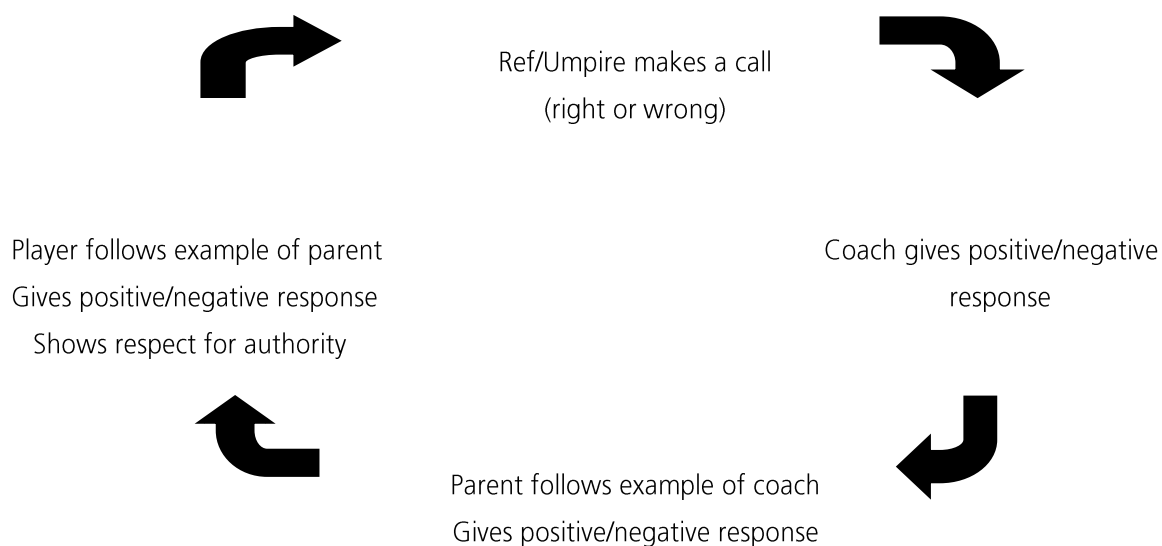 Ref/Umpire makes a call
(right or wrong)
Coach gives positive/negative
response
Parent follows example of coach
Gives positive/negative response
Player follows example of parent
Gives positive/negative response
Shows respect for authority